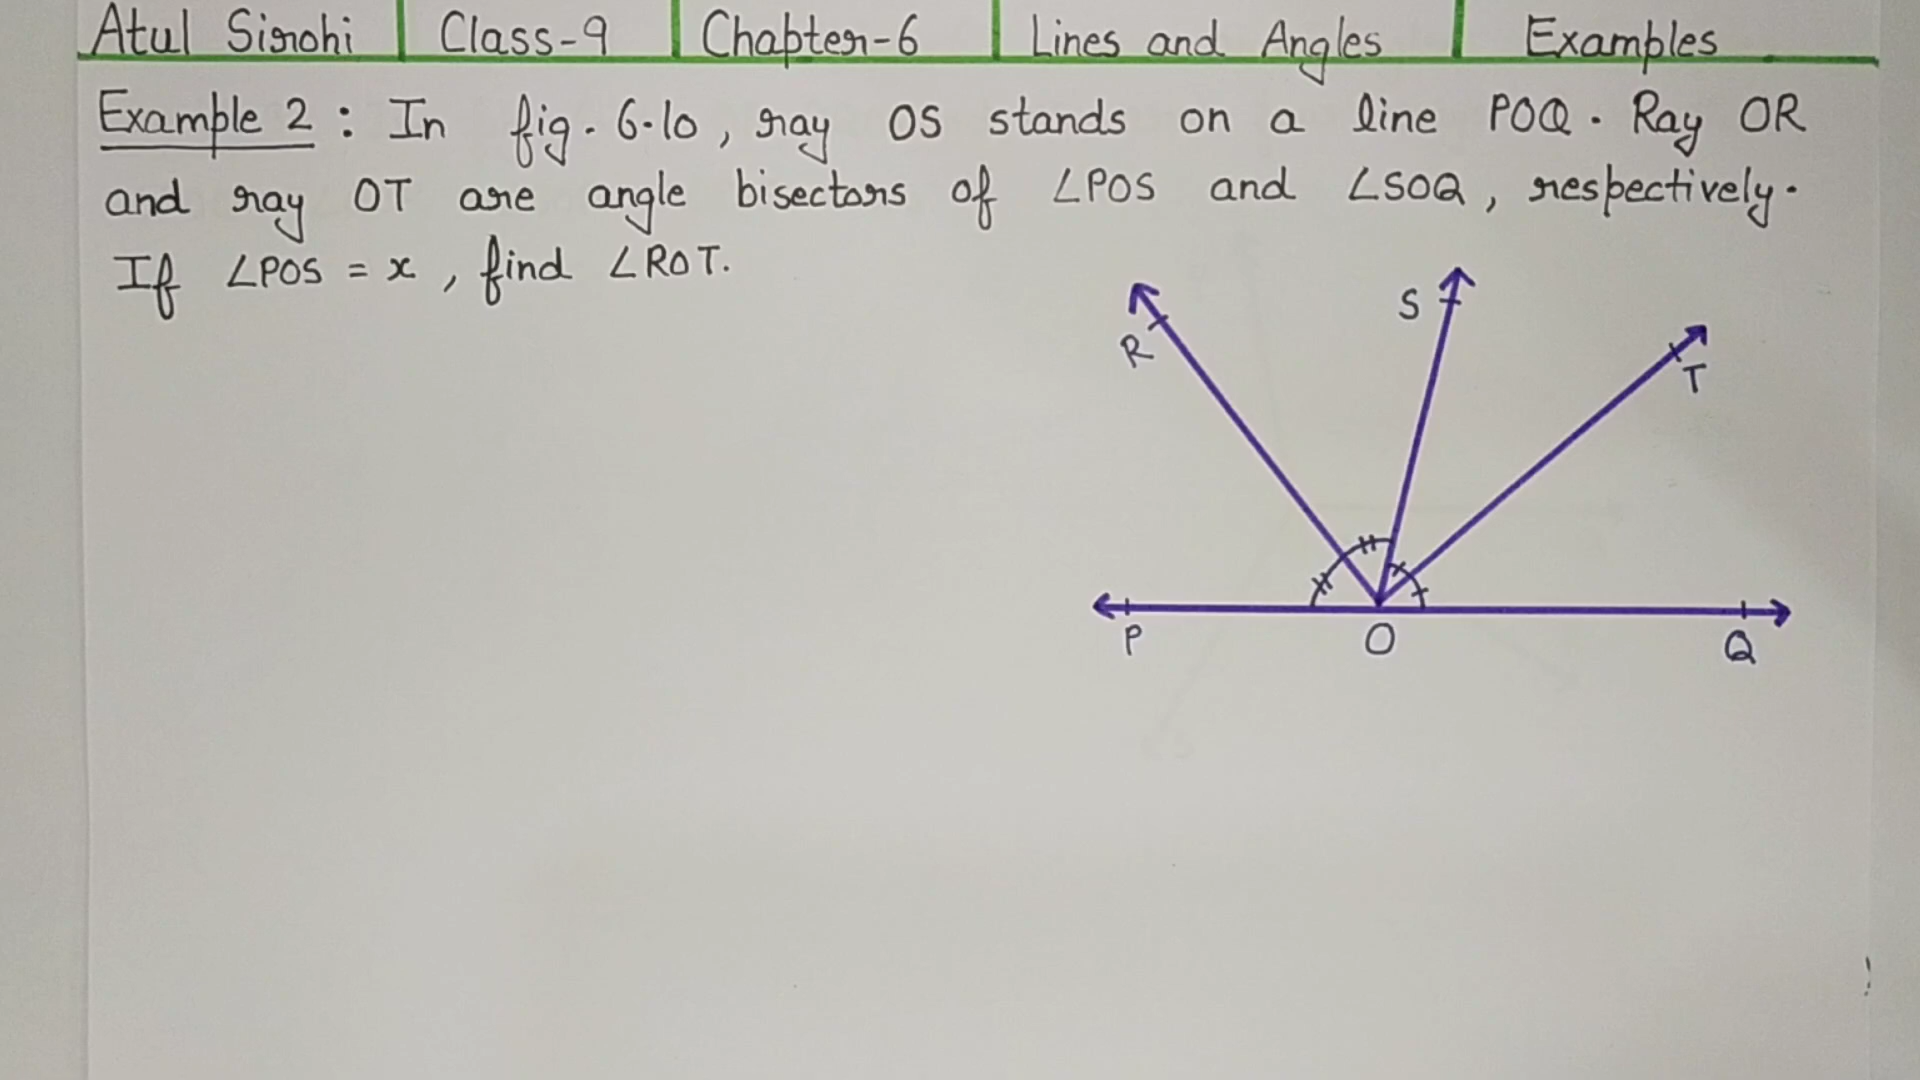 Atul Sirohi Class-9 Chapter-6 Lines and Angles Examples
Example 2 : In fig. 6.10, ray OS stands on a line POQ. Ray OR
and ray OT are angle bisectors of ∠POS and ∠SOQ, respectively.
If ∠POS = x, find ∠ROT.
R
S
T
P
O
Q